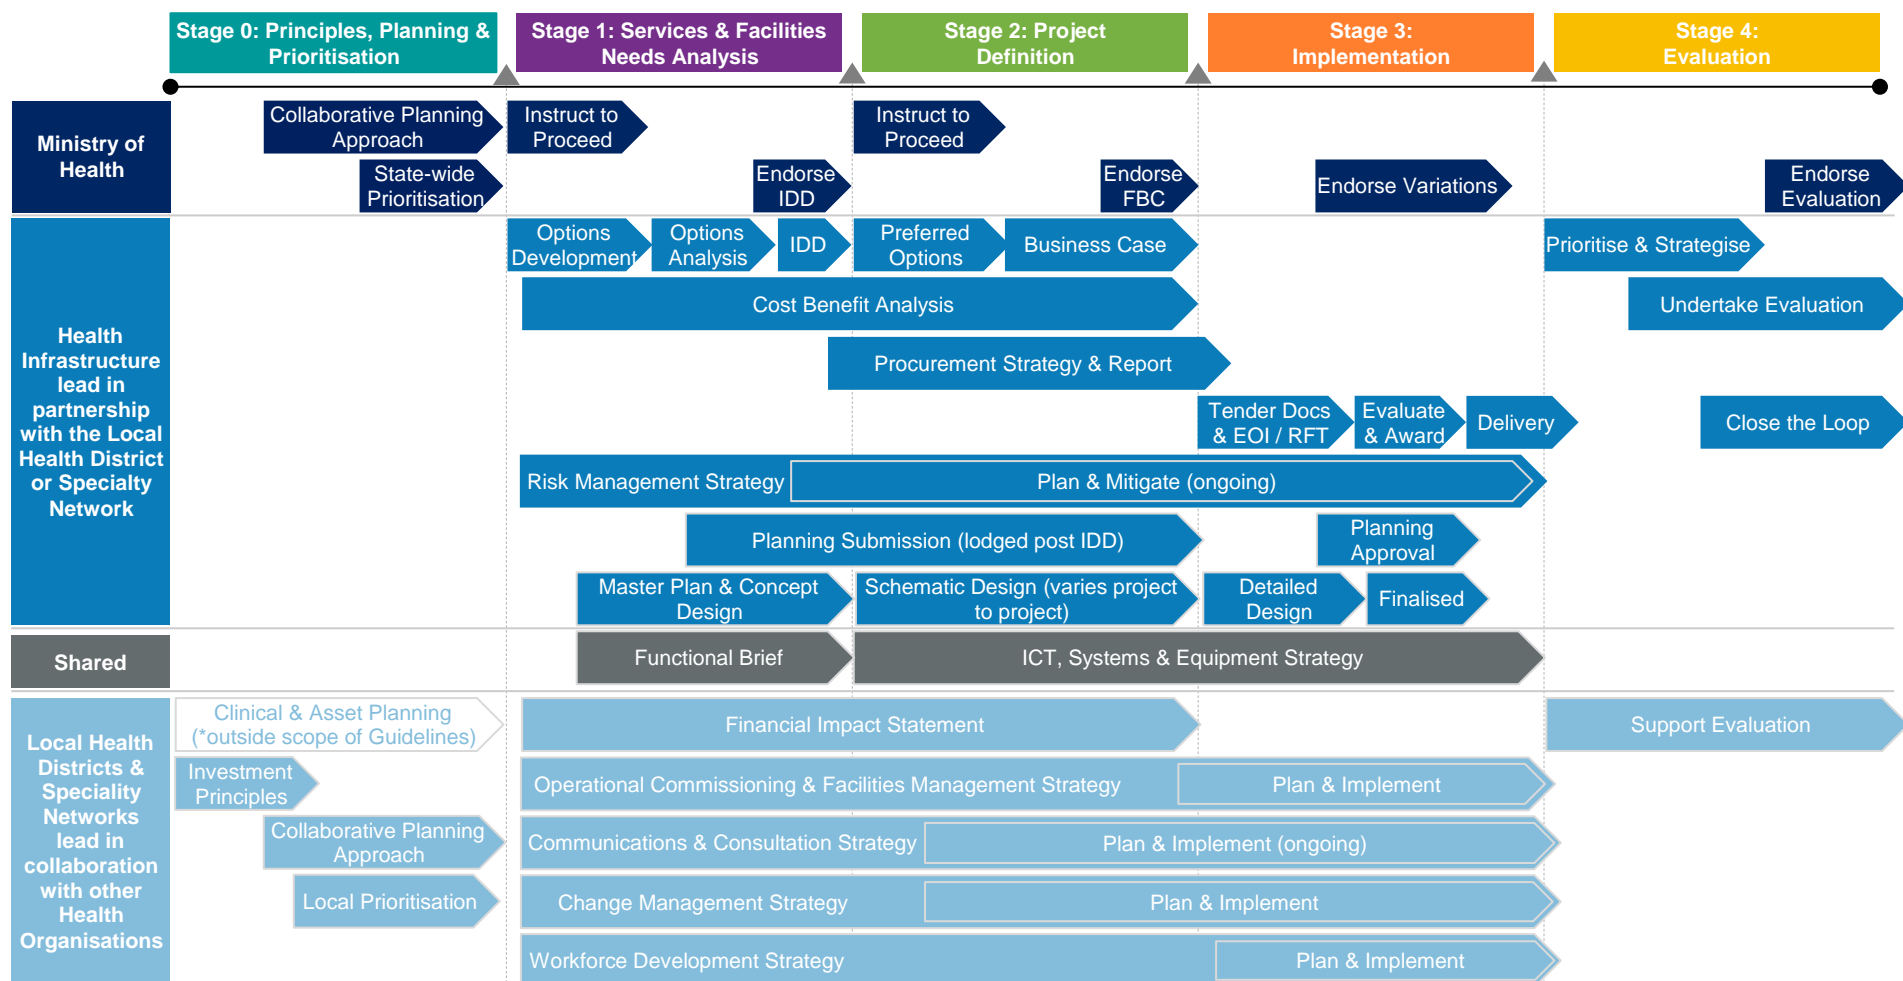 Stage 0: Principles, Planning &
Prioritisation
Stage 1: Services & Facilities
Needs Analysis
Stage 2: Project
Definition
Stage 3:
Implementation
Stage 4:
Evaluation
Ministry of
Health
Collaborative Planning
Approach
Instruct to
Proceed
Instruct to
Proceed
State-wide
Prioritisation
Endorse
IDD
Endorse
FBC
Endorse Variations
Endorse
Evaluation
Health
Infrastructure
lead in
partnership
with the Local
Health District
or Specialty
Network
Options
Development
Options
Analysis
IDD
Preferred
Options
Business Case
Prioritise & Strategise
Cost Benefit Analysis
Undertake Evaluation
Procurement Strategy & Report
Tender Docs
& EOI / RFT
Evaluate
& Award
Delivery
Close the Loop
Risk Management Strategy
Plan & Mitigate (ongoing)
Planning Submission (lodged post IDD)
Planning
Approval
Master Plan & Concept
Design
Schematic Design (varies project
to project)
Detailed
Design
Finalised
Shared
Functional Brief
ICT, Systems & Equipment Strategy
Local Health
Districts &
Speciality
Networks
lead in
collaboration
with other
Health
Organisations
Clinical & Asset Planning
(*outside scope of Guidelines)
Financial Impact Statement
Support Evaluation
Investment
Principles
Operational Commissioning & Facilities Management Strategy
Plan & Implement
Collaborative Planning
Approach
Communications & Consultation Strategy
Plan & Implement (ongoing)
Local Prioritisation
Change Management Strategy
Plan & Implement
Workforce Development Strategy
Plan & Implement